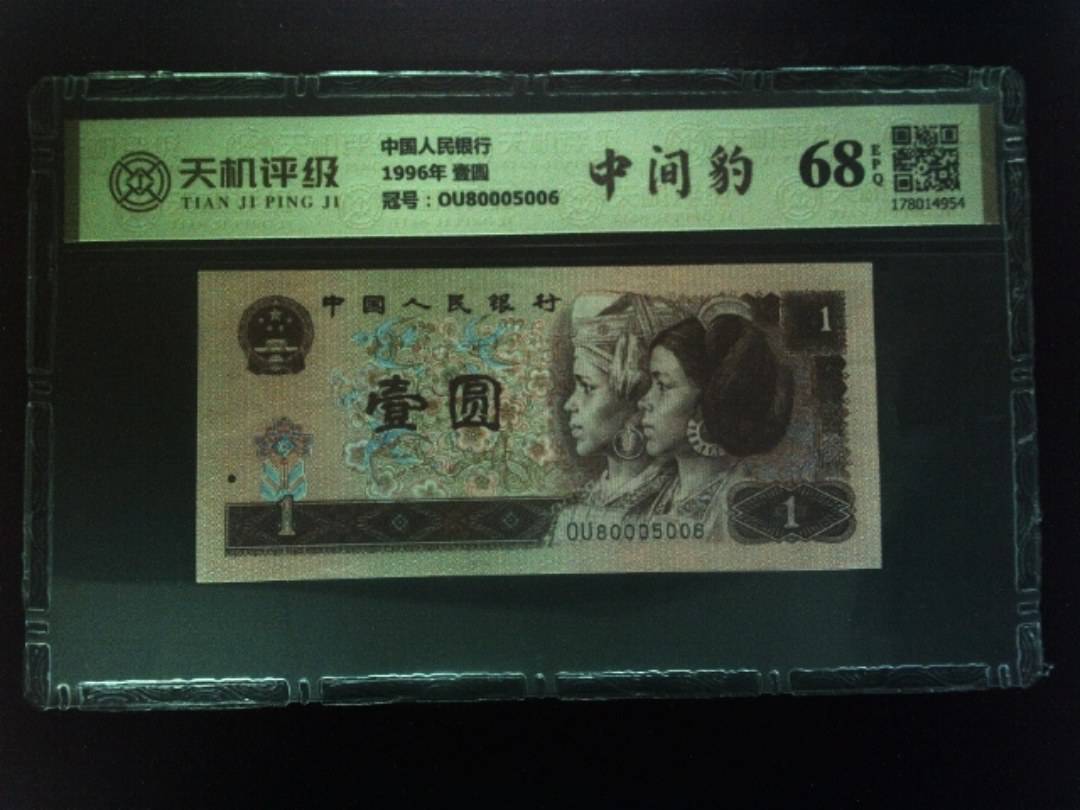 天机评级
TIAN JI PING JI
中国人民银行
1996年 壹圆
冠号：OU80005006
中间豹
68
EPQ
178014954
中国人民银行
1
壹圆
1
OU80005006
1